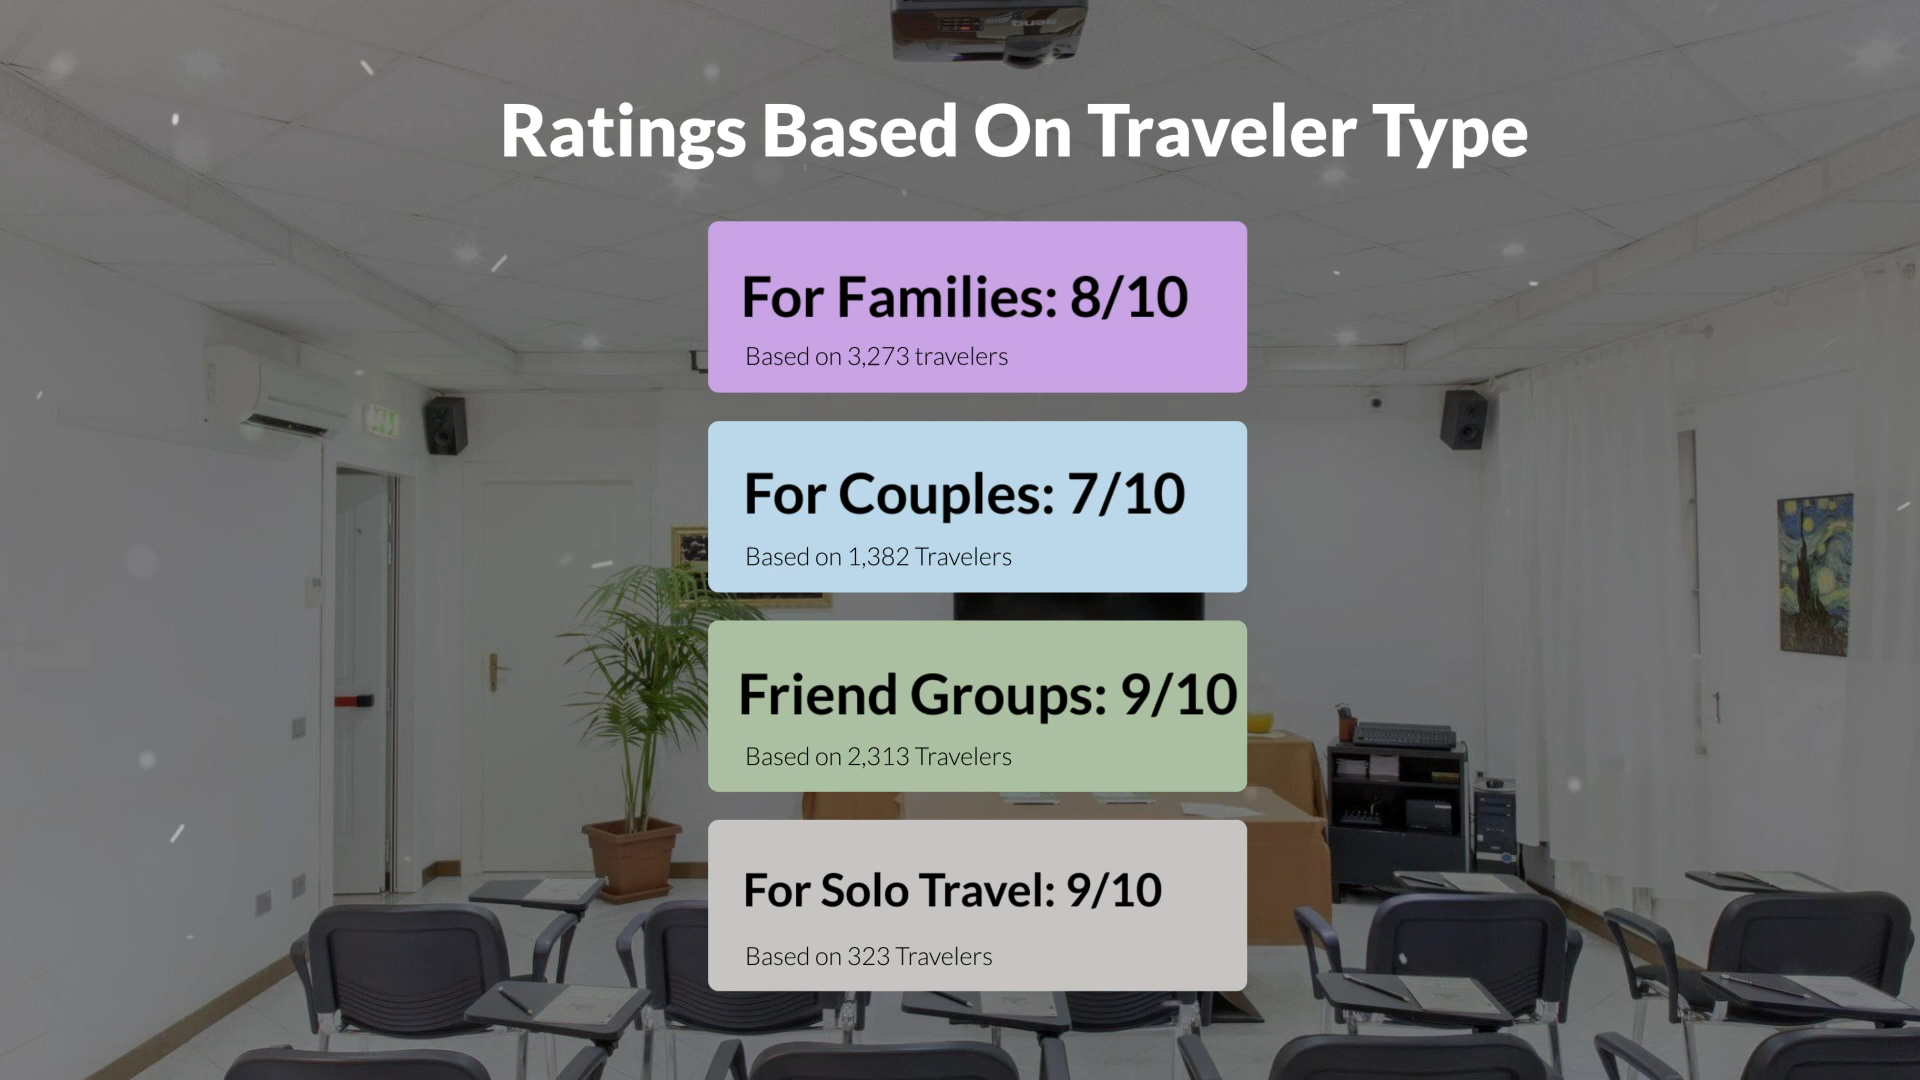 Ratings Based On Traveler Type
For Families: 8/10
Based on 3,273 travelers
For Couples: 7/10
Based on 1,382 Travelers
Friend Groups: 9/10
Based on 2,313 Travelers
For Solo Travel: 9/10
Based on 323 Travelers